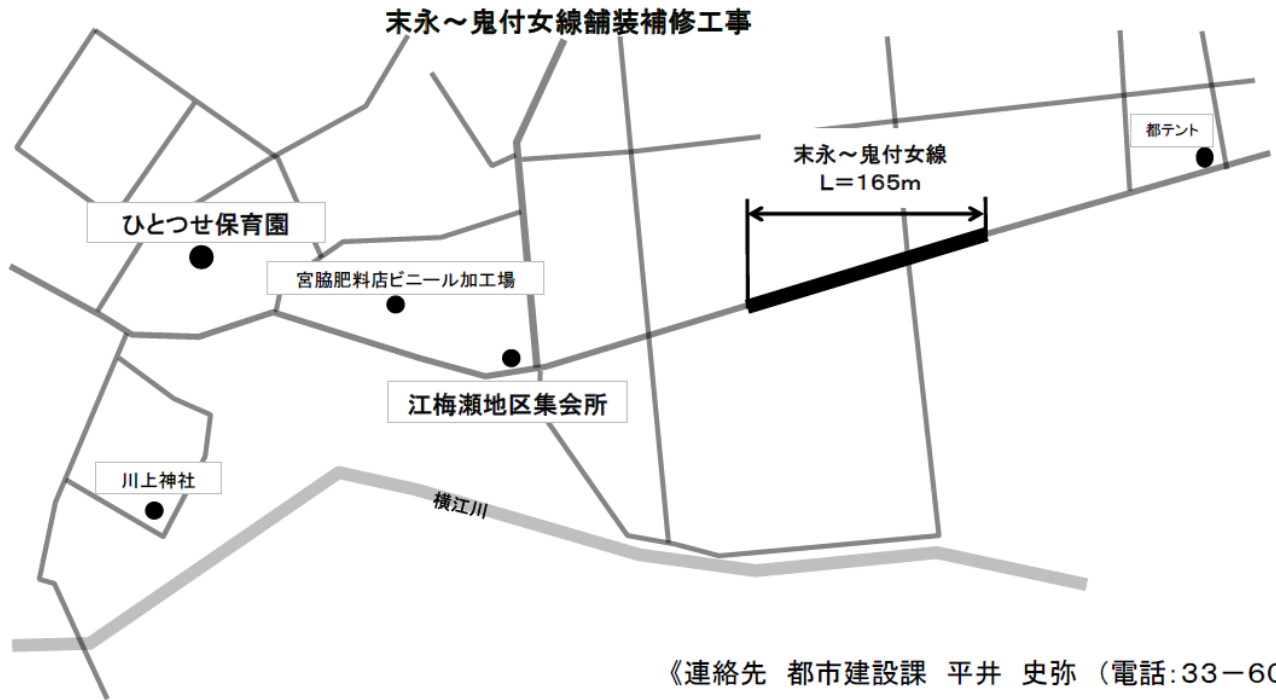 末永～鬼付女線舗装補修工事
都テント
末永～鬼付女線
L＝165m
ひとつせ保育園
宮脇肥料店ビニール加工場
江梅瀬地区集会所
川上神社
横江川
《連絡先 都市建設課 平井 史弥 （電話：33－60